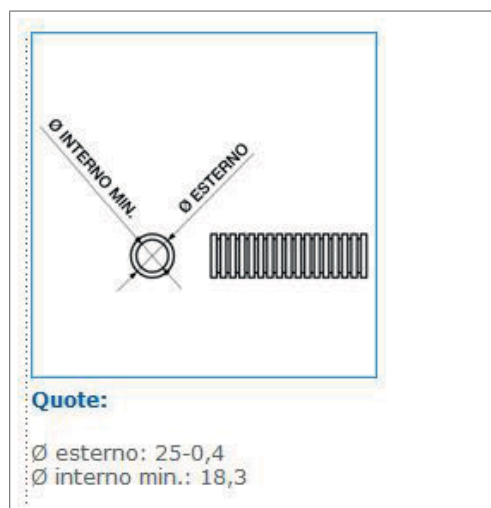 Ø INTERNO MIN.
Ø ESTERNO
Quote:
Ø esterno: 25-0,4
Ø interno min.: 18,3